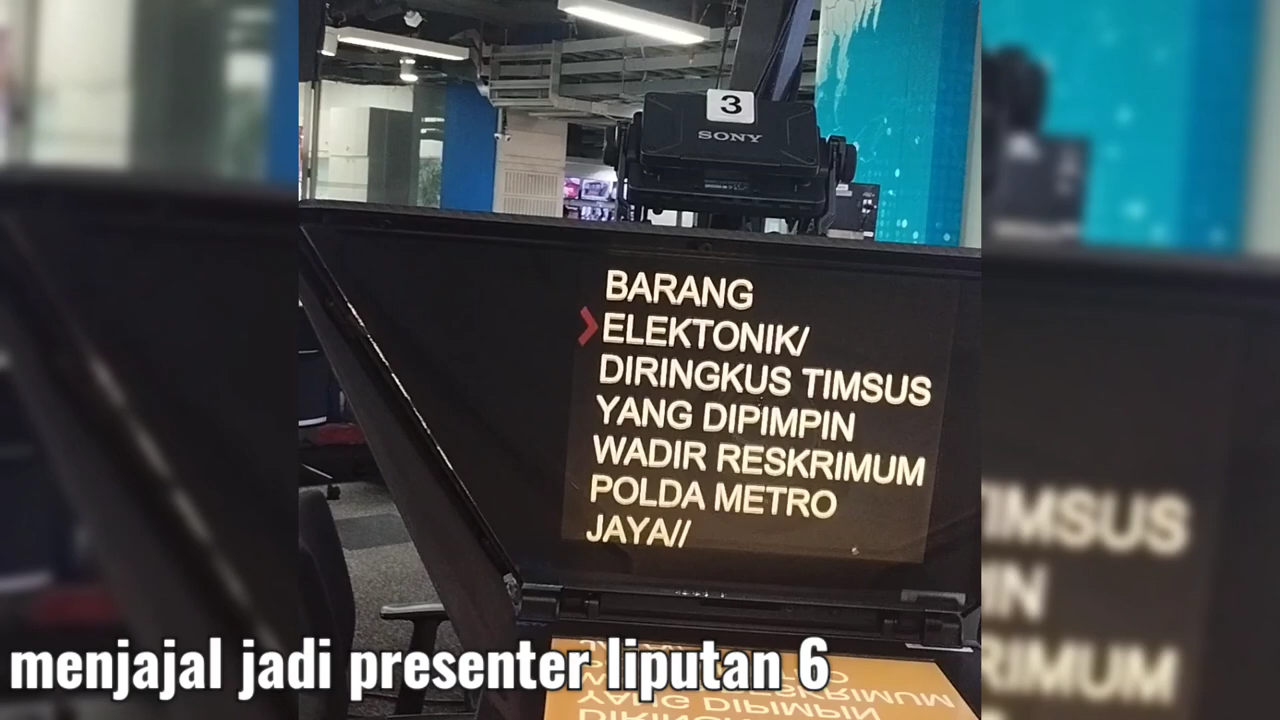 3
SONY
BARANG
ELEKTONIK/
DIRINGKUS TIMSUS
YANG DIPIMPIN
WADIR RESKRIMUM
POLDA METRO
JAYA//
menjajal jadi presenter liputan 6